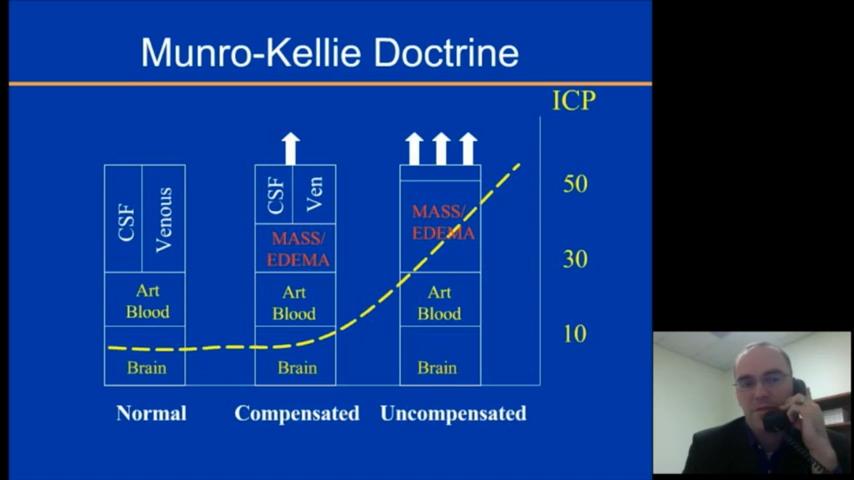 Munro-Kellie Doctrine
ICP
CSF
Venous
CSF
Ven
MASS/
EDEMA
MASS/
EDEMA
Art
Blood
Art
Blood
Art
Blood
Brain
Brain
Brain
50
30
10
Normal
Compensated
Uncompensated